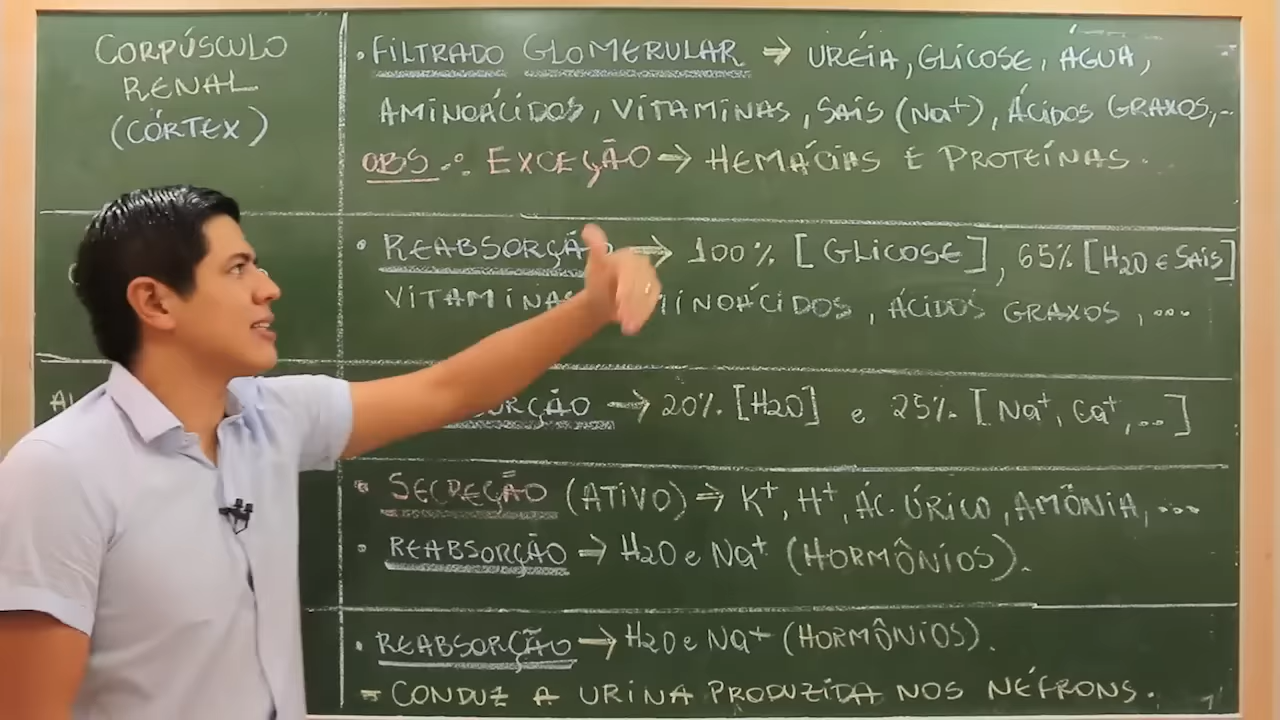 CORPÚSCULO
RENAL
(CÓRTEX)
• FILTRADO GLOMERULAR → URÉIA, GLICOSE, ÁGUA,
AMINOÁCIDOS, VITAMINAS, SAIS (Na+), ÁCIDOS GRAXOS,...
OBS.: EXCEÇÃO → HEMÁCIAS E PROTEÍNAS.
• REABSORÇÃO → 100% [GLICOSE], 65% [H2O E SAIS]
VITAMINAS, AMINOÁCIDOS, ÁCIDOS GRAXOS, ...
→ 20% [H2O] e 25% [Na+, Ca+, ...]
• SECREÇÃO (ATIVO) → K+, H+, ÁC. ÚRICO, AMÔNIA, ...
• REABSORÇÃO → H2O e Na+ (HORMÔNIOS).
• REABSORÇÃO → H2O e Na+ (HORMÔNIOS).
- CONDUZ A URINA PRODUZIDA NOS NÉFRONS.